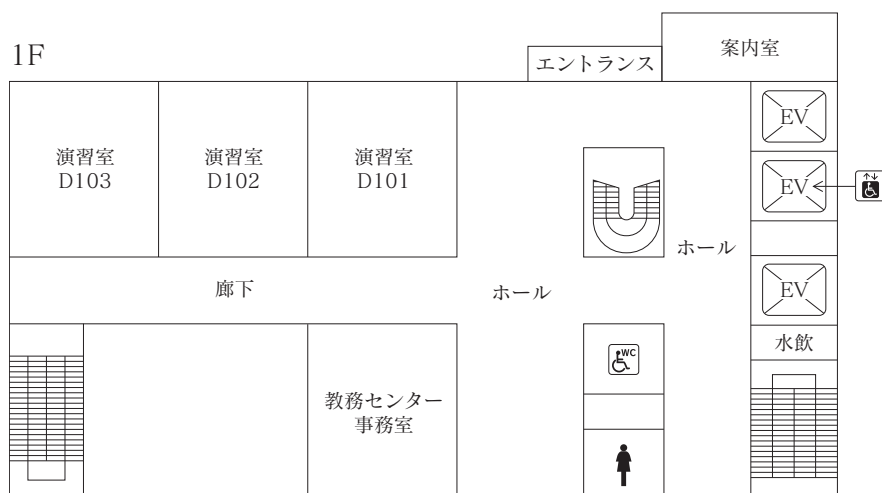 1F
エントランス
案内室
演習室
D103
演習室
D102
演習室
D101
EV
EV
ホール
廊下
ホール
EV
水飲
WC
教務センター
事務室